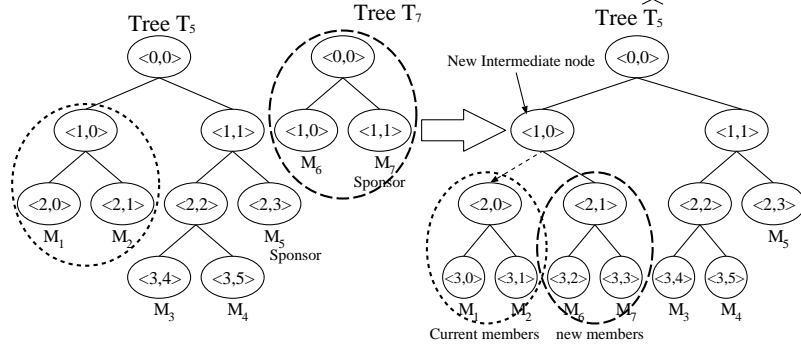 Tree T5 Tree T7 Tree T5
<0,0> <0,0> New Intermediate node <0,0>
<1,0> <1,1> <1,0> <1,1> <1,0> <1,1>
M6 M7
Sponsor
<2,0> <2,1> <2,2> <2,3> <2,0> <2,1> <2,2> <2,3>
M1 M2 M5 M5
Sponsor
<3,4> <3,5> <3,0> <3,1> <3,2> <3,3> <3,4> <3,5>
M3 M4 M1 M2 M6 M7 M3 M4
Current members new members